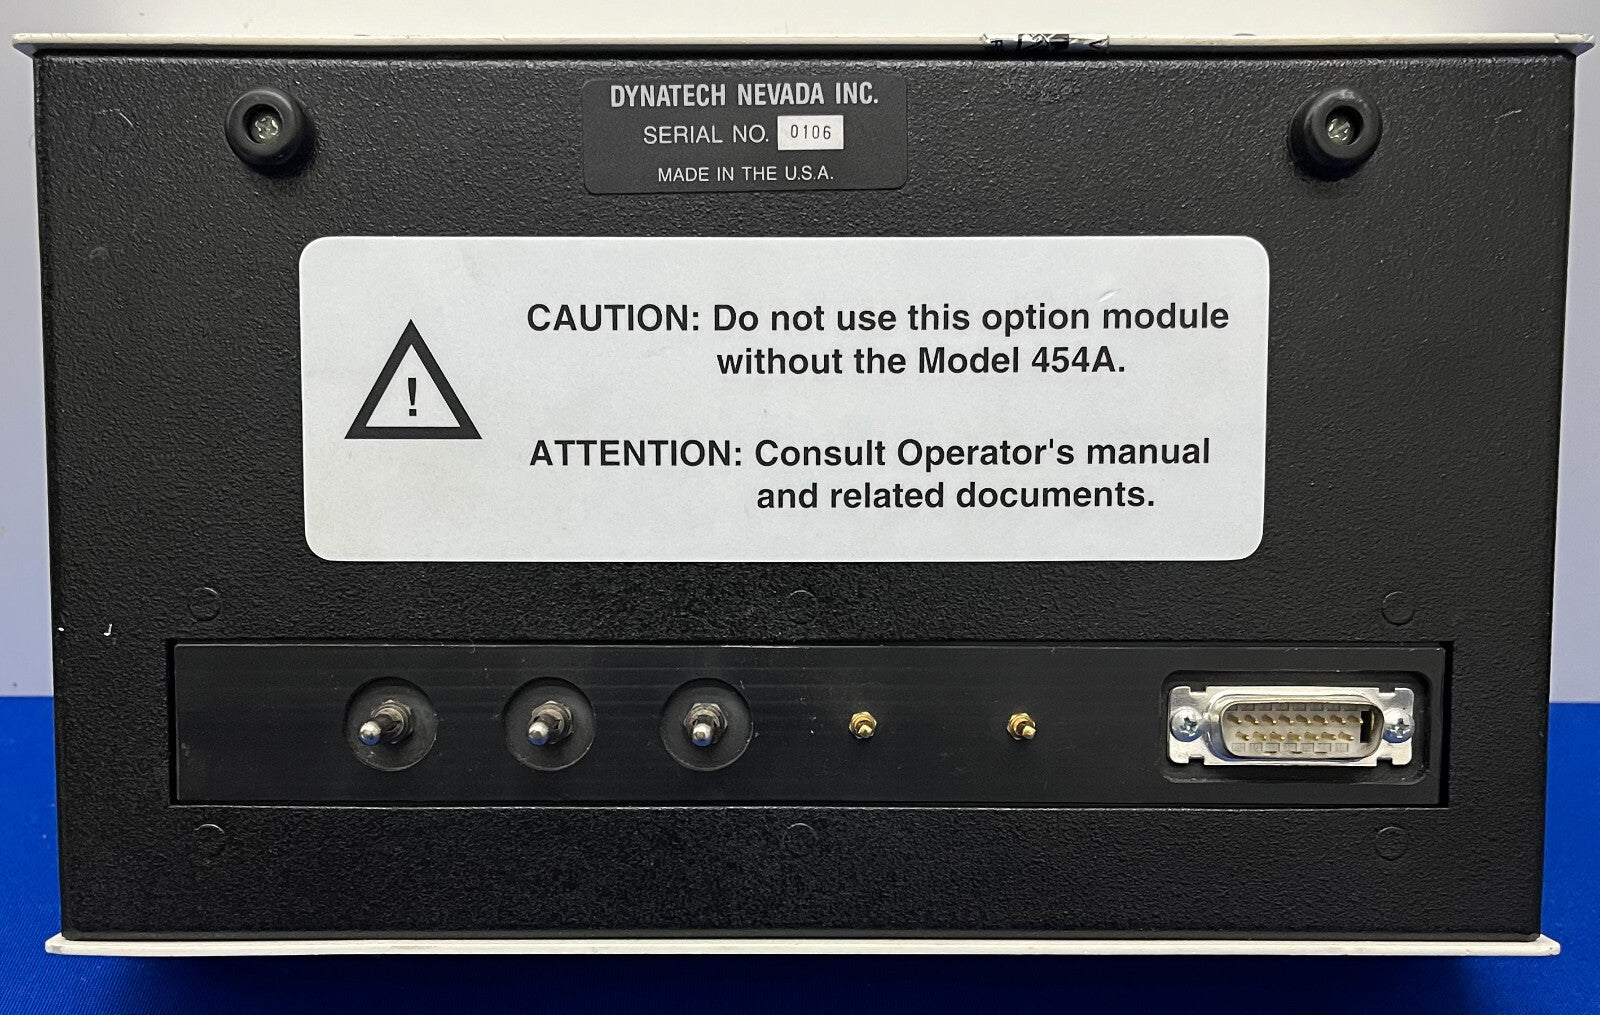 DYNATECH NEVADA INC.
SERIAL NO. 0106
MADE IN THE U.S.A.
CAUTION: Do not use this option module
without the Model 454A.
!
ATTENTION: Consult Operator's manual
and related documents.